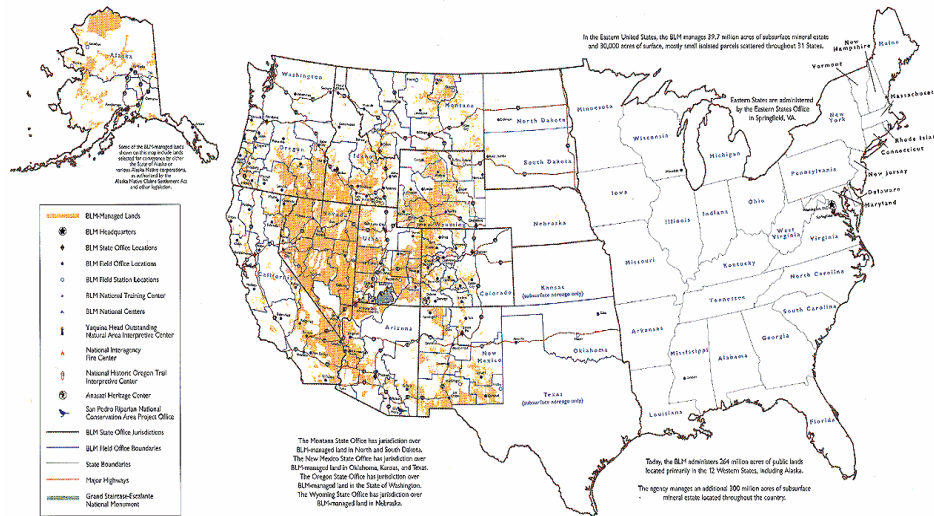 In the Eastern United States, the BLM manages 39.7 million acres of subsurface mineral estate
and 30,000 acres of surface, mostly small isolated parcels scattered throughout 31 States.
New
Hampshire
Maine
Vermont
Massachuset
Eastern States are administered
by the Eastern States Office
in Springfield, VA.
New
York
Rhode Islan
Connecticut
New Jersey
Delaware
Maryland
Alaska
Washington
Montana
North Dakota
Minnesota
Oregon
Idaho
South Dakota
Wisconsin
Michigan
Pennsylvania
Some of the BLM-managed lands
shown on this map include lands
selected for conveyance by either
the State of Alaska or
various Alaska Native corporations,
as authorized by the
Alaska Native Claims Settlement Act
and other legislation.
Wyoming
Iowa
Nebraska
Nevada
Utah
Illinois
Indiana
Ohio
West
Virginia
Virginia
California
Colorado
Kansas
(subsurface acreage only)
Missouri
Kentucky
North Carolina
Tennessee
South Carolina
Arizona
New
Mexico
Oklahoma
Arkansas
Texas
(subsurface acreage only)
Mississippi
Alabama
Georgia
Louisiana
Florida
BLM-Managed Lands
BLM Headquarters
BLM State Office Locations
BLM Field Office Locations
BLM Field Station Locations
BLM National Training Center
BLM National Centers
Yaquina Head Outstanding
Natural Area Interpretive Center
National Interagency
Fire Center
National Historic Oregon Trail
Interpretive Center
Anasazi Heritage Center
San Pedro Riparian National
Conservation Area Project Office
BLM State Office Jurisdictions
BLM Field Office Boundaries
State Boundaries
Major Highways
Grand Staircase-Escalante
National Monument
The Montana State Office has jurisdiction over
BLM-managed land in North and South Dakota.
The New Mexico State Office has jurisdiction over
BLM-managed land in Oklahoma, Kansas, and Texas.
The Oregon State Office has jurisdiction over
BLM-managed land in the State of Washington.
The Wyoming State Office has jurisdiction over
BLM-managed land in Nebraska.
Today, the BLM administers 264 million acres of public lands
located primarily in the 12 Western States, including Alaska.
The agency manages an additional 300 million acres of subsurface
mineral estate located throughout the country.